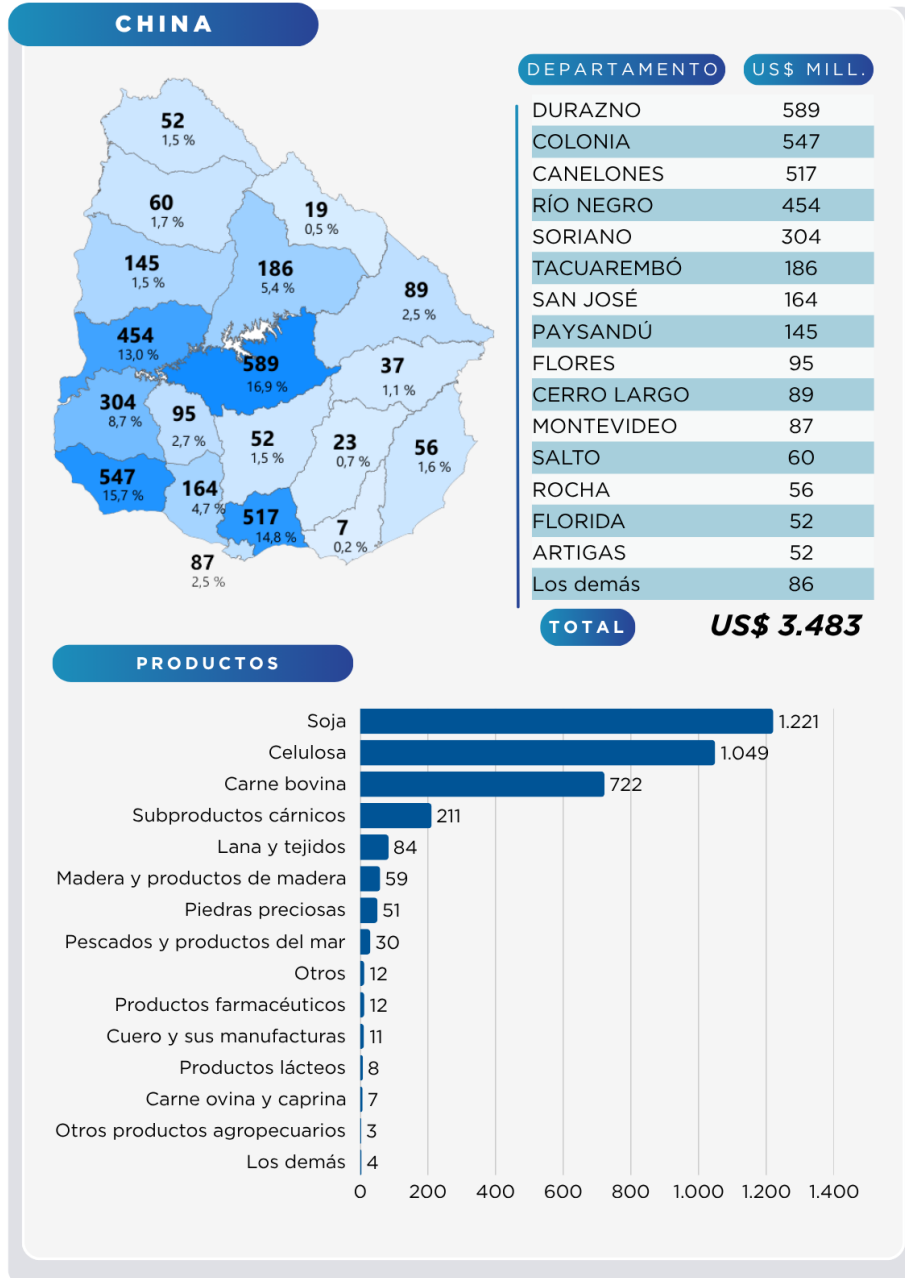 CHINA
52
1,5 %
60
1,7 %
19
0,5 %
145
1,5 %
186
5,4 %
89
2,5 %
454
13,0 %
589
16,9 %
37
1,1 %
304
8,7 %
95
2,7 %
52
1,5 %
23
0,7 %
56
1,6 %
547
15,7 %
164
4,7 %
517
14,8 %
7
0,2 %
87
2,5 %
DEPARTAMENTO US$ MILL.
DURAZNO 589
COLONIA 547
CANELONES 517
RÍO NEGRO 454
SORIANO 304
TACUAREMBÓ 186
SAN JOSÉ 164
PAYSANDÚ 145
FLORES 95
CERRO LARGO 89
MONTEVIDEO 87
SALTO 60
ROCHA 56
FLORIDA 52
ARTIGAS 52
Los demás 86
TOTAL US$ 3.483
PRODUCTOS
Soja 1.221
Celulosa 1.049
Carne bovina 722
Subproductos cárnicos 211
Lana y tejidos 84
Madera y productos de madera 59
Piedras preciosas 51
Pescados y productos del mar 30
Otros 12
Productos farmacéuticos 12
Cuero y sus manufacturas 11
Productos lácteos 8
Carne ovina y caprina 7
Otros productos agropecuarios 3
Los demás 4
0 200 400 600 800 1.000 1.200 1.400